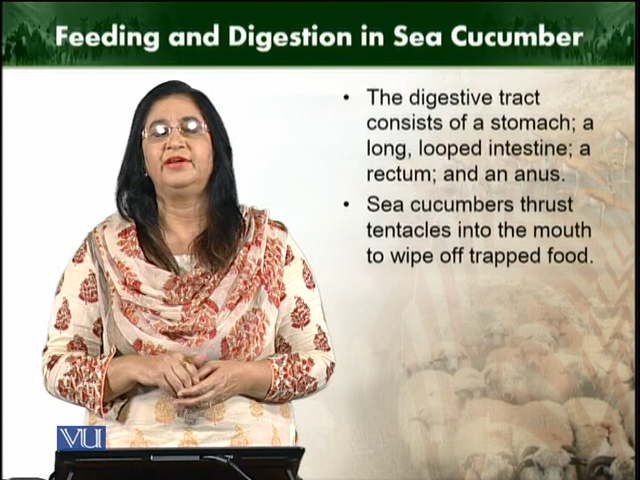 Feeding and Digestion in Sea Cucumber
• The digestive tract
consists of a stomach; a
long, looped intestine; a
rectum; and an anus.
• Sea cucumbers thrust
tentacles into the mouth
to wipe off trapped food.
VU